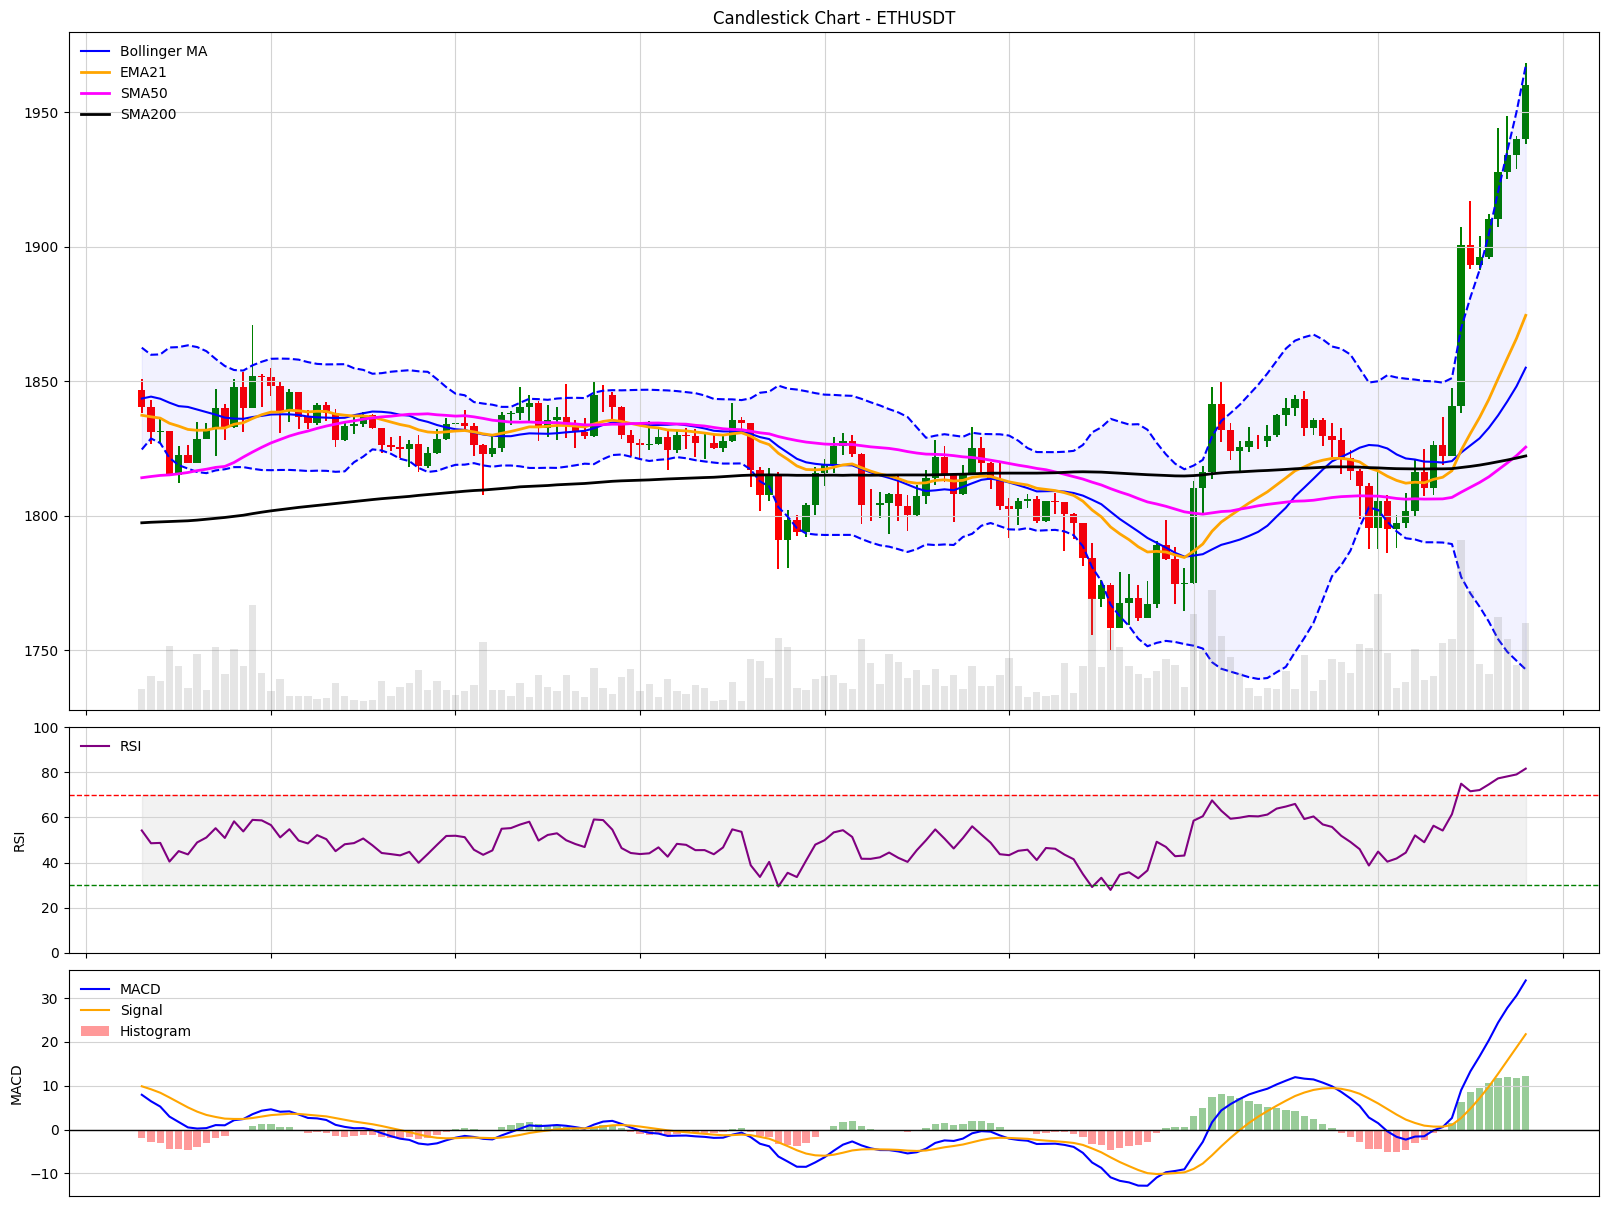 Candlestick Chart - ETHUSDT
Bollinger MA
EMA21
SMA50
SMA200
1950
1900
1850
1800
1750
RSI
100
80
60
40
20
0
RSI
MACD
Signal
Histogram
30
20
10
0
−10
MACD